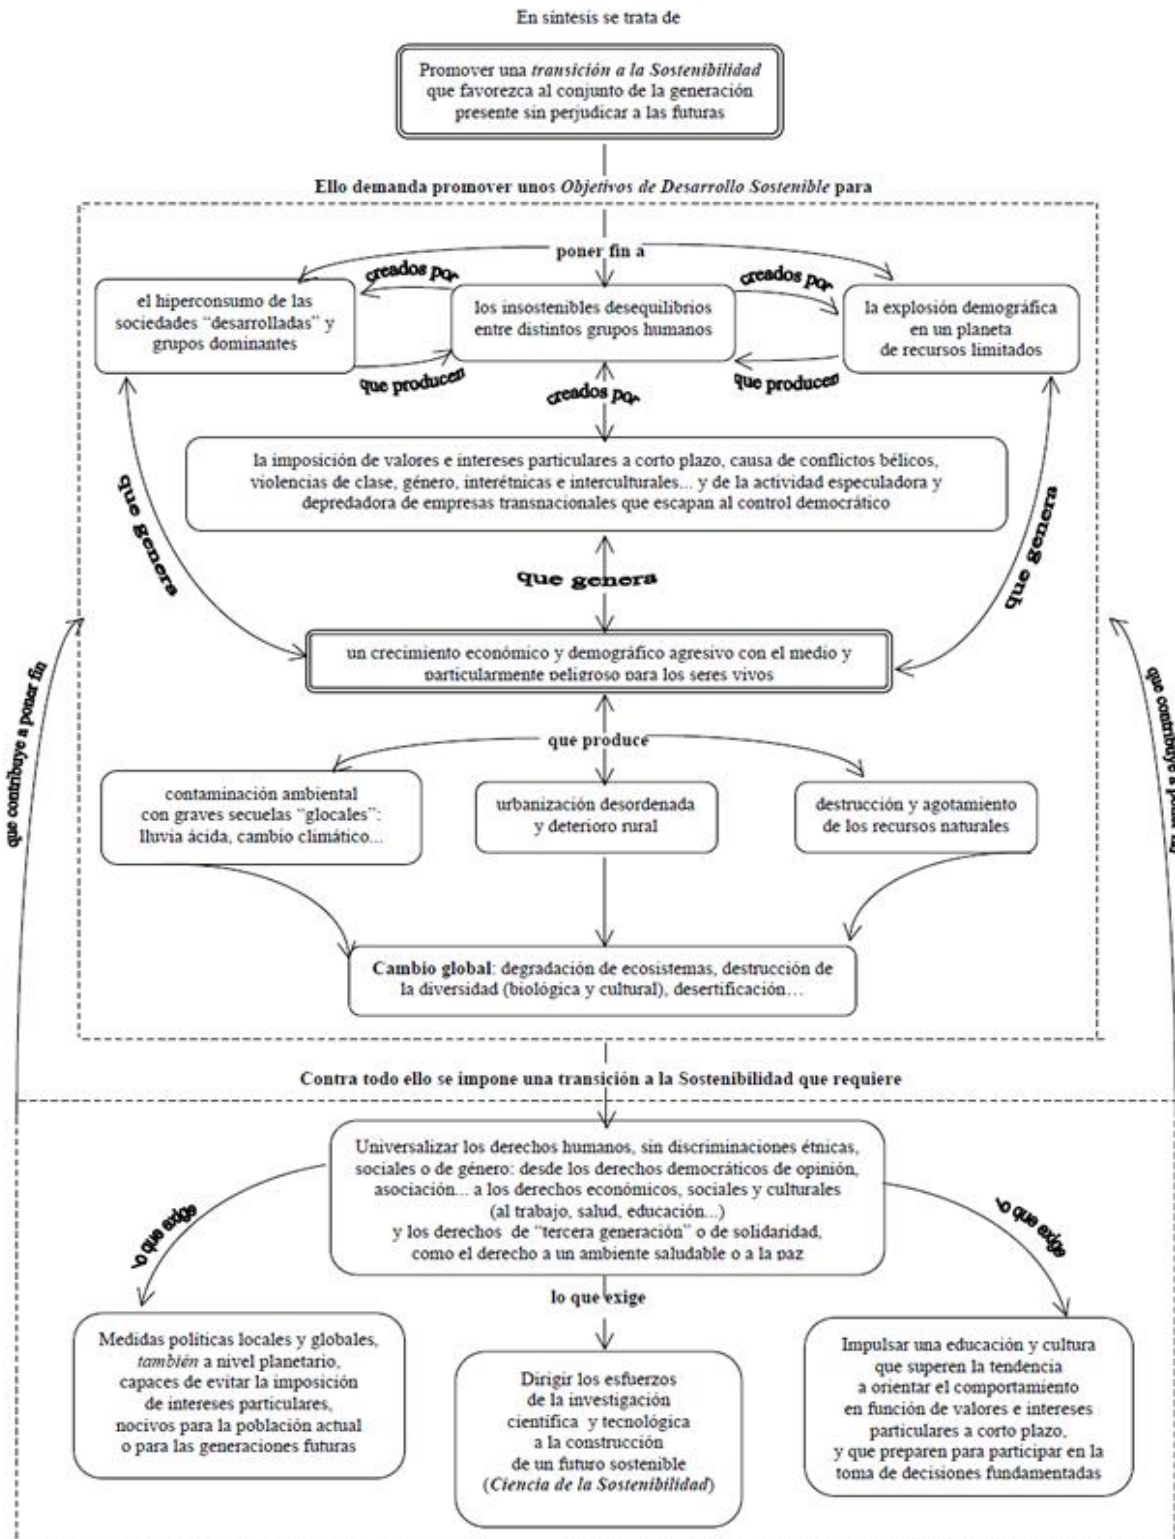 En síntesis se trata de
Promover una transición a la Sostenibilidad
que favorezca al conjunto de la generación
presente sin perjudicar a las futuras
Ello demanda promover unos Objetivos de Desarrollo Sostenible para
poner fin a
creados por
creados por
el hiperconsumo de las
sociedades “desarrolladas” y
grupos dominantes
los insostenibles desequilibrios
entre distintos grupos humanos
la explosión demográfica
en un planeta
de recursos limitados
que producen
que producen
creados por
la imposición de valores e intereses particulares a corto plazo, causa de conflictos bélicos,
violencias de clase, género, interétnicas e interculturales... y de la actividad especuladora y
depredadora de empresas transnacionales que escapan al control democrático
que genera
que genera
que genera
un crecimiento económico y demográfico agresivo con el medio y
particularmente peligroso para los seres vivos
que contribuye a poner fin
que contribuye a poner fin
que produce
contaminación ambiental
con graves secuelas “glocales”:
lluvia ácida, cambio climático...
urbanización desordenada
y deterioro rural
destrucción y agotamiento
de los recursos naturales
Cambio global: degradación de ecosistemas, destrucción de
la diversidad (biológica y cultural), desertificación…
Contra todo ello se impone una transición a la Sostenibilidad que requiere
Universalizar los derechos humanos, sin discriminaciones étnicas,
sociales o de género: desde los derechos democráticos de opinión,
asociación... a los derechos económicos, sociales y culturales
(al trabajo, salud, educación...)
y los derechos de “tercera generación” o de solidaridad,
como el derecho a un ambiente saludable o a la paz
lo que exige
lo que exige
lo que exige
Medidas políticas locales y globales,
también a nivel planetario,
capaces de evitar la imposición
de intereses particulares,
nocivos para la población actual
o para las generaciones futuras
Dirigir los esfuerzos
de la investigación
científica y tecnológica
a la construcción
de un futuro sostenible
(Ciencia de la Sostenibilidad)
Impulsar una educación y cultura
que superen la tendencia
a orientar el comportamiento
en función de valores e intereses
particulares a corto plazo,
y que preparen para participar en la
toma de decisiones fundamentadas